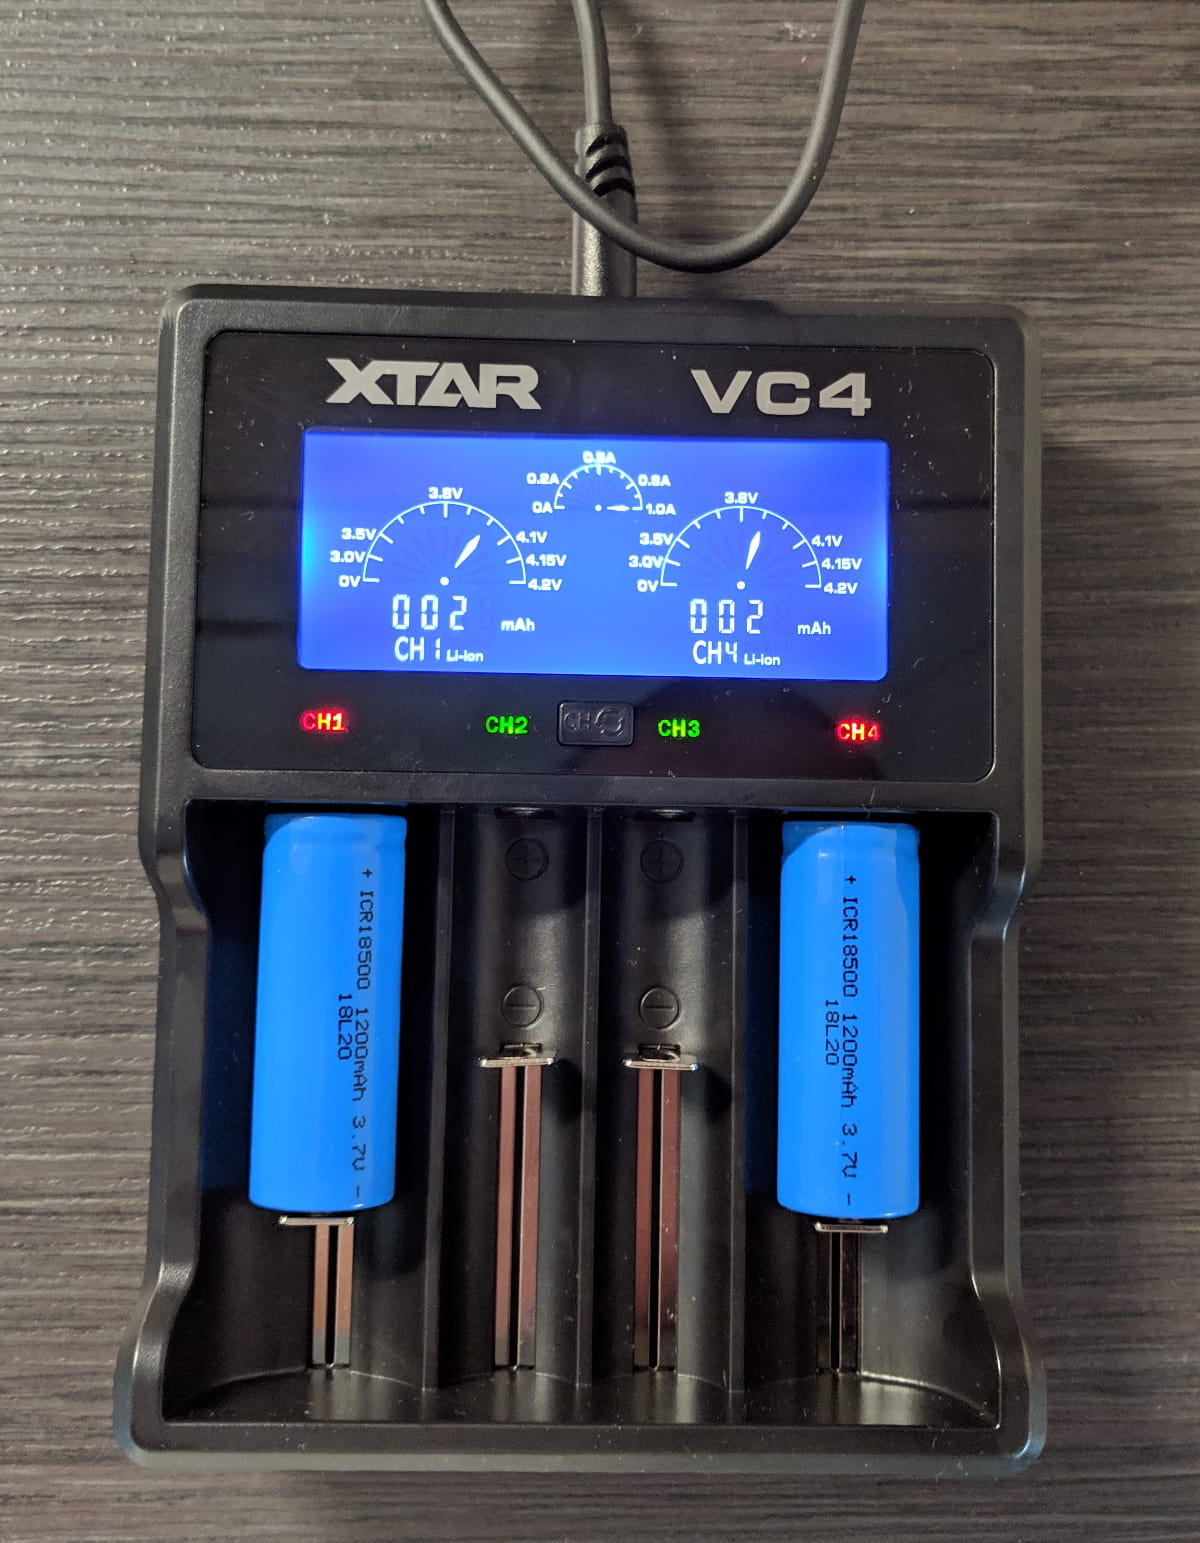 XTAR VC4
0.5A
0.2A 0.8A
0A 1.0A
3.8V
3.5V 4.1V
3.0V 4.15V
0V 4.2V
002 mAh
CH1 Li-ion
3.8V
3.5V 4.1V
3.0V 4.15V
0V 4.2V
002 mAh
CH4 Li-ion
CH1 CH2 CH CH3 CH4
+ ICR18500 1200mAh 3.7V -
18L20
+ ICR18500 1200mAh 3.7V -
18L20